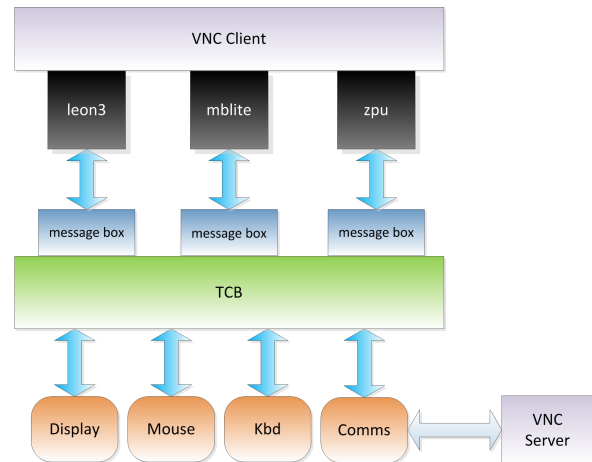 VNC Client
leon3
mblite
zpu
message box
message box
message box
TCB
Display
Mouse
Kbd
Comms
VNC
Server